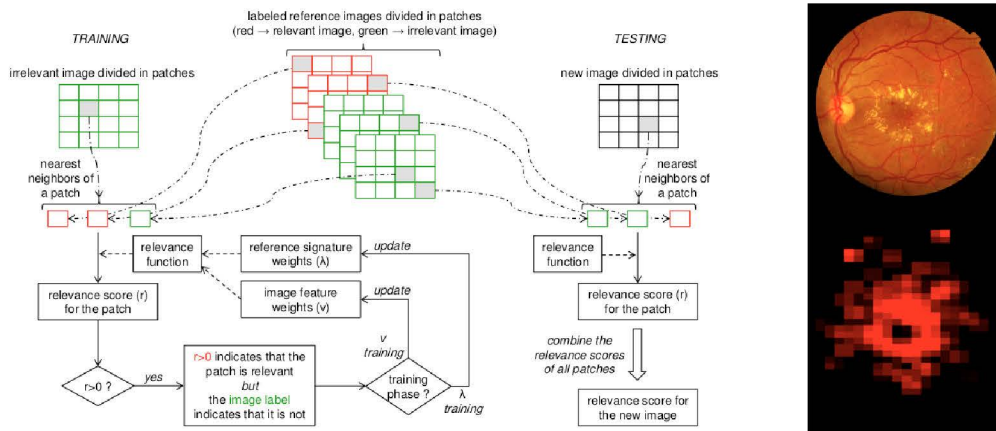 labeled reference images divided in patches
(red → relevant image, green → irrelevant image)
TRAINING
irrelevant image divided in patches
nearest
neighbors of
a patch
relevance
function
reference signature
weights (λ)
update
image feature
weights (ν)
update
relevance score (r)
for the patch
r>0 ?
yes
r>0 indicates that the
patch is relevant
but
the image label
indicates that it is not
training
phase ?
ν
training
λ
training
TESTING
new image divided in patches
nearest
neighbors of
a patch
relevance
function
relevance score (r)
for the patch
combine the
relevance scores
of all patches
relevance score for
the new image